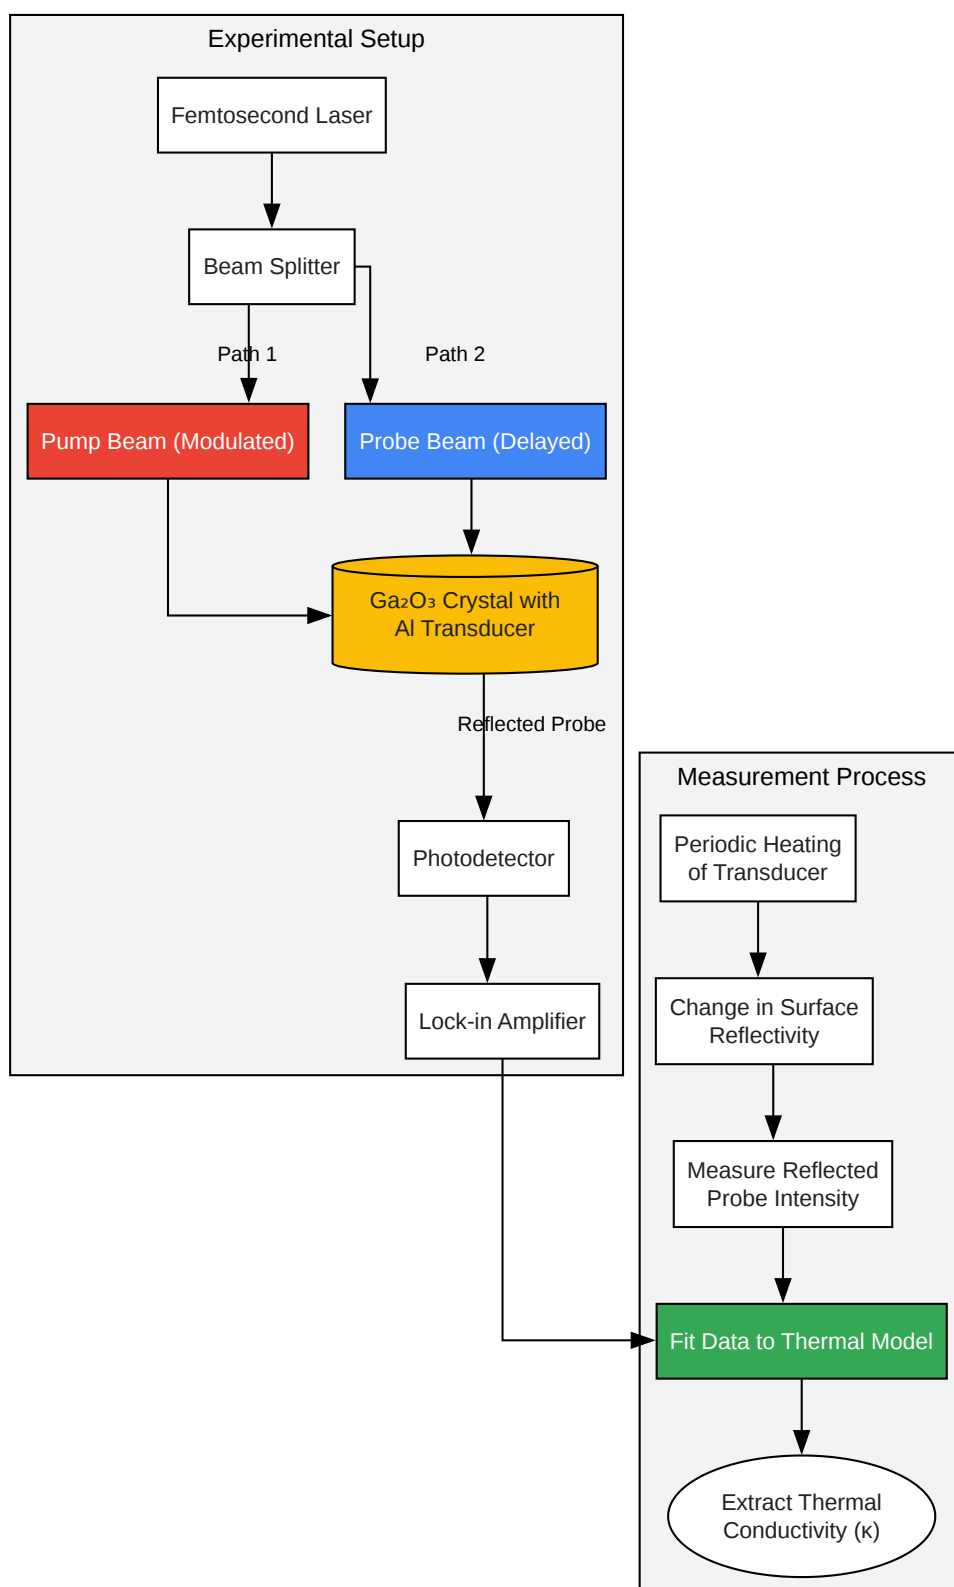 Experimental Setup
Femtosecond Laser
Beam Splitter
Path 1
Path 2
Pump Beam (Modulated)
Probe Beam (Delayed)
Ga₂O₃ Crystal with
Al Transducer
Reflected Probe
Photodetector
Lock-in Amplifier
Measurement Process
Periodic Heating
of Transducer
Change in Surface
Reflectivity
Measure Reflected
Probe Intensity
Fit Data to Thermal Model
Extract Thermal
Conductivity (κ)